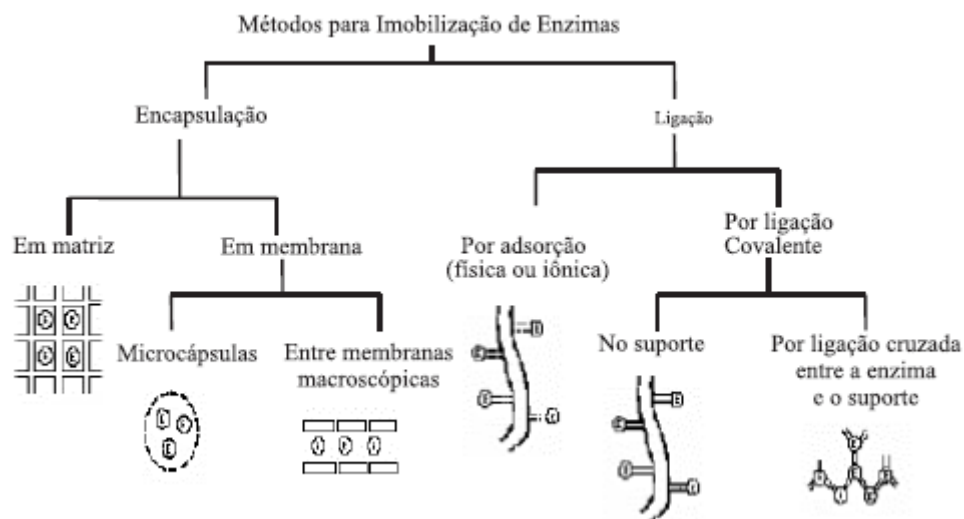 Métodos para Imobilização de Enzimas
Encapsulação
Ligação
Em matriz
Em membrana
Por adsorção
(física ou iônica)
Por ligação
Covalente
Microcápsulas
Entre membranas
macroscópicas
No suporte
Por ligação cruzada
entre a enzima
e o suporte